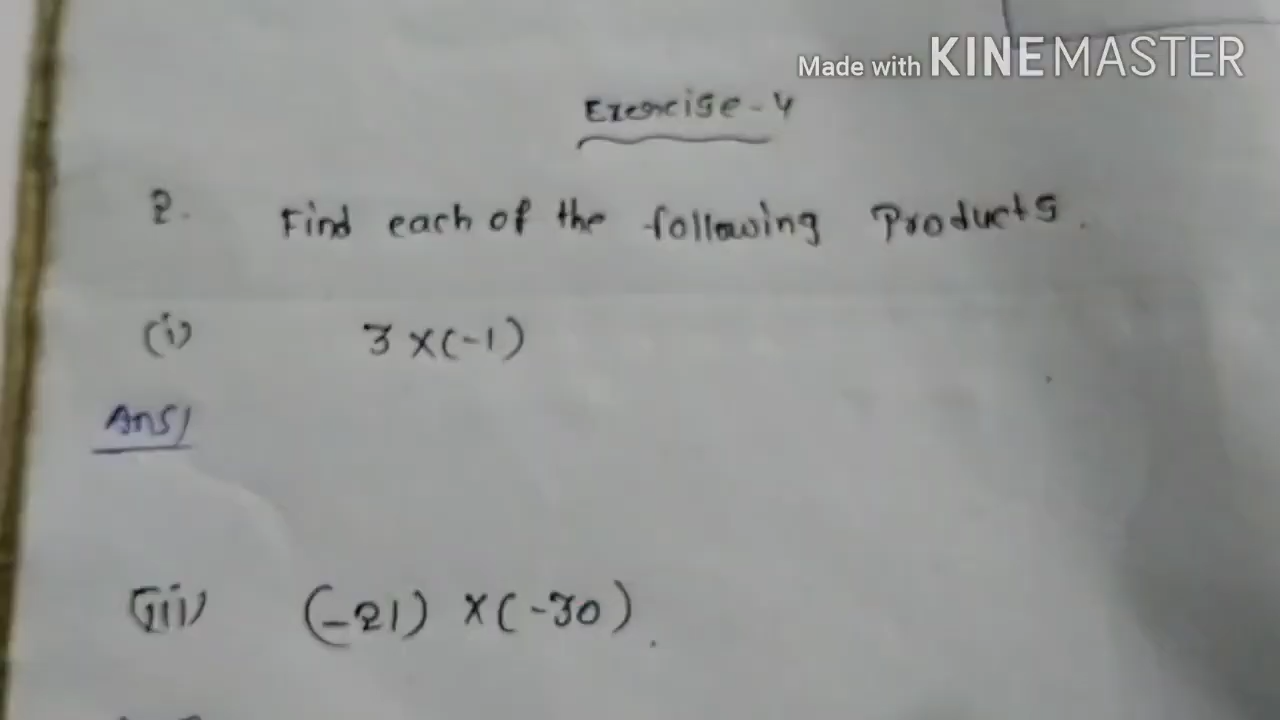 Made with KINEMASTER
Exercise-4
2. Find each of the following Products.
(i) 3 x (-1)
Ans/
(iii) (-21) x (-30).